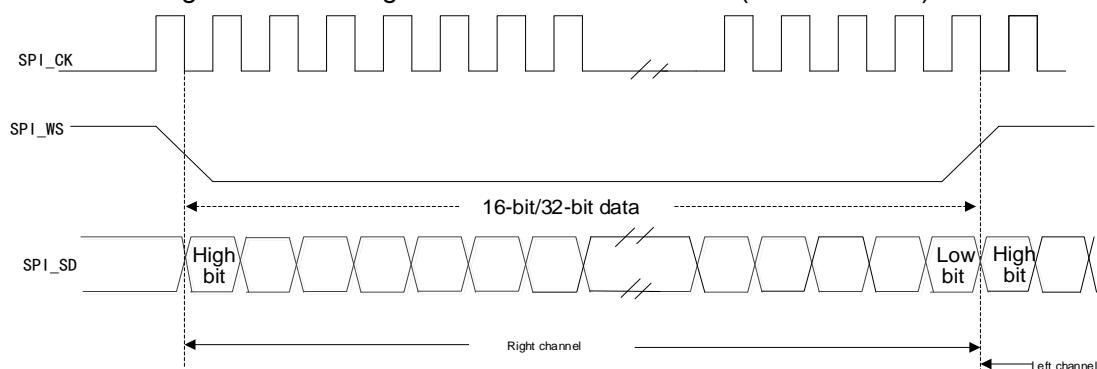 SPI_CK
SPI_WS
16-bit/32-bit data
SPI_SD
High
bit
Low
bit
High
bit
Right channel
Left channel